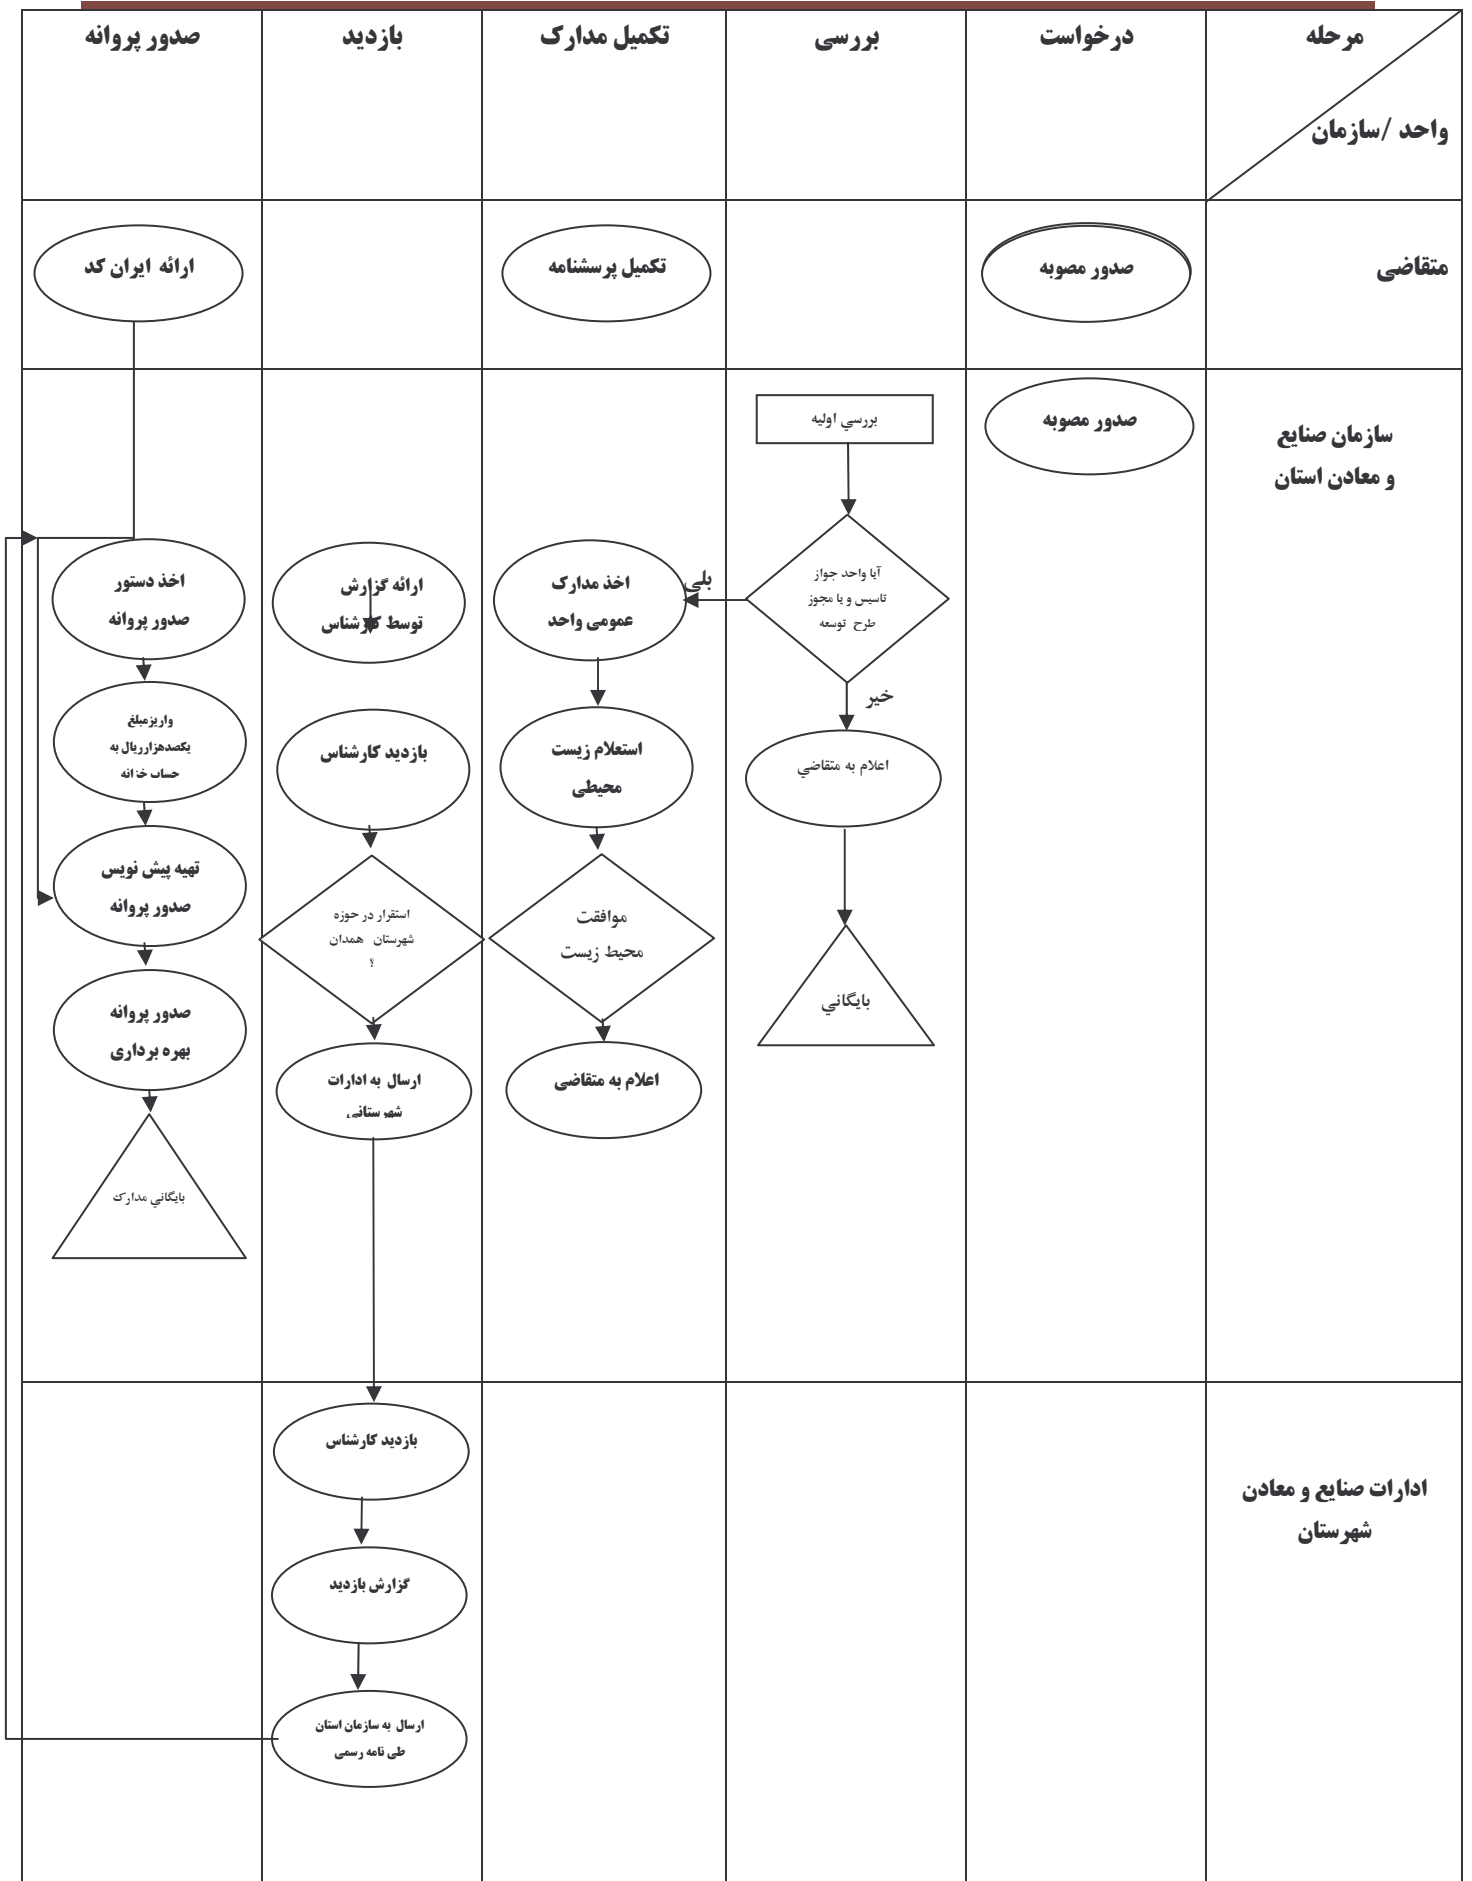 مرحله
واحد /سازمان
درخواست
بررسی
تکمیل مدارک
بازدید
صدور پروانه
متقاضی
صدور مصوبه
تکمیل پرسشنامه
ارائه ایران کد
سازمان صنایع
و معادن استان
صدور مصوبه
بررسي اوليه
آیا واحد جواز
تاسیس و یا مجوز
طرح توسعه
بلی
خیر
اعلام به متقاضي
بایگاني
اخذ مدارک
عمومی واحد
استعلام زیست
محیطی
موافقت
محیط زیست
اعلام به متقاضی
ارائه گزارش
توسط کارشناس
بازدید کارشناس
استقرار در حوزه
شهرستان همدان
؟
ارسال به ادارات
شهرستانی
اخذ دستور
صدور پروانه
واریزمبلغ
یکصدهزارریال به
حساب خزانه
تهیه پیش نویس
صدور پروانه
صدور پروانه
بهره برداری
بایگاني مدارک
ادارات صنایع و معادن
شهرستان
بازدید کارشناس
گزارش بازدید
ارسال به سازمان استان
طی نامه رسمی